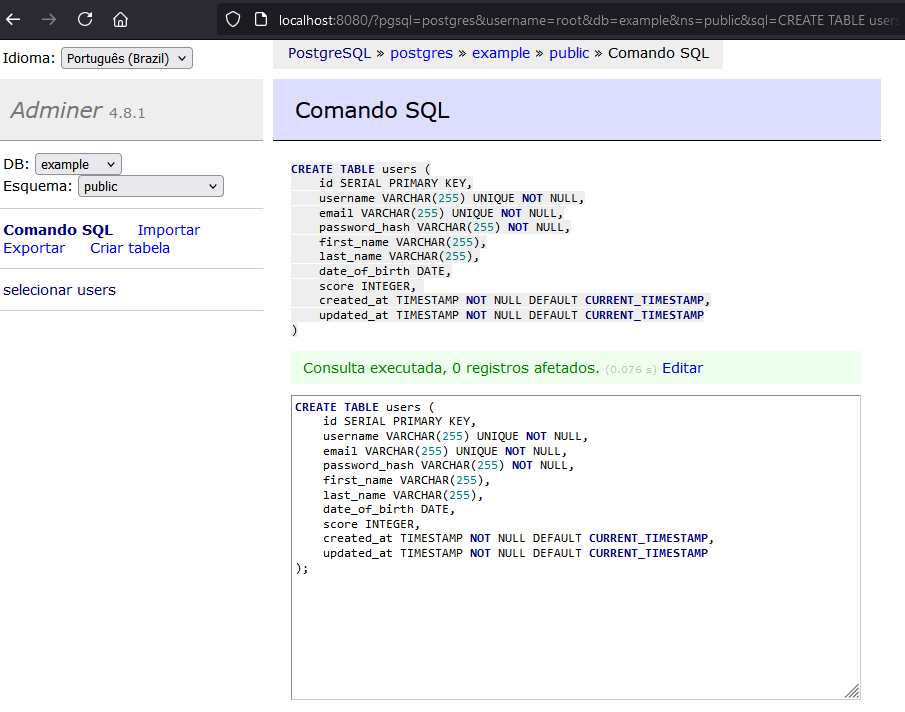 localhost:8080/?pgsql=postgres&username=root&db=example&ns=public&sql=CREATE TABLE users
Idioma: Português (Brazil)
PostgreSQL » postgres » example » public » Comando SQL
Adminer 4.8.1
Comando SQL
DB: example
Esquema: public
Comando SQL Importar
Exportar Criar tabela
selecionar users
CREATE TABLE users (
    id SERIAL PRIMARY KEY,
    username VARCHAR(255) UNIQUE NOT NULL,
    email VARCHAR(255) UNIQUE NOT NULL,
    password_hash VARCHAR(255) NOT NULL,
    first_name VARCHAR(255),
    last_name VARCHAR(255),
    date_of_birth DATE,
    score INTEGER,
    created_at TIMESTAMP NOT NULL DEFAULT CURRENT_TIMESTAMP,
    updated_at TIMESTAMP NOT NULL DEFAULT CURRENT_TIMESTAMP
)
Consulta executada, 0 registros afetados. (0.076 s) Editar
CREATE TABLE users (
    id SERIAL PRIMARY KEY,
    username VARCHAR(255) UNIQUE NOT NULL,
    email VARCHAR(255) UNIQUE NOT NULL,
    password_hash VARCHAR(255) NOT NULL,
    first_name VARCHAR(255),
    last_name VARCHAR(255),
    date_of_birth DATE,
    score INTEGER,
    created_at TIMESTAMP NOT NULL DEFAULT CURRENT_TIMESTAMP,
    updated_at TIMESTAMP NOT NULL DEFAULT CURRENT_TIMESTAMP
);